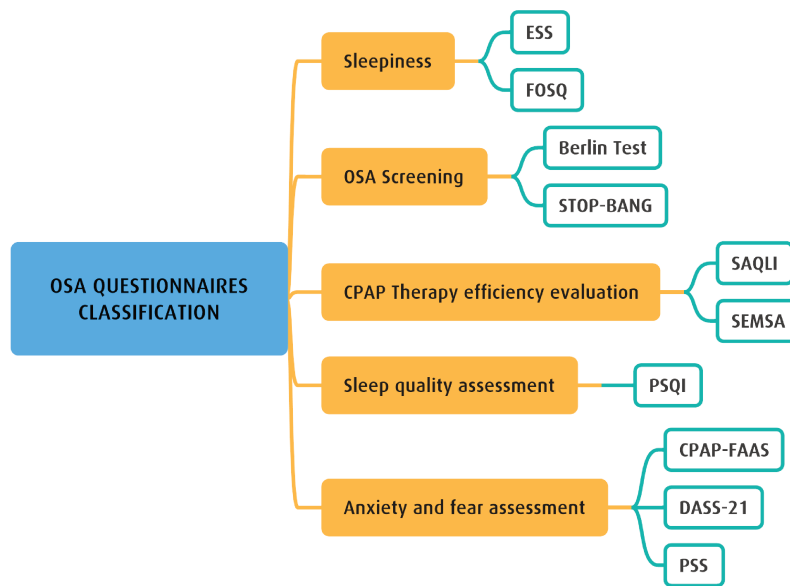 OSA QUESTIONNAIRES
CLASSIFICATION
Sleepiness
ESS
FOSQ
OSA Screening
Berlin Test
STOP-BANG
CPAP Therapy efficiency evaluation
SAQLI
SEMSA
Sleep quality assessment
PSQI
Anxiety and fear assessment
CPAP-FAAS
DASS-21
PSS